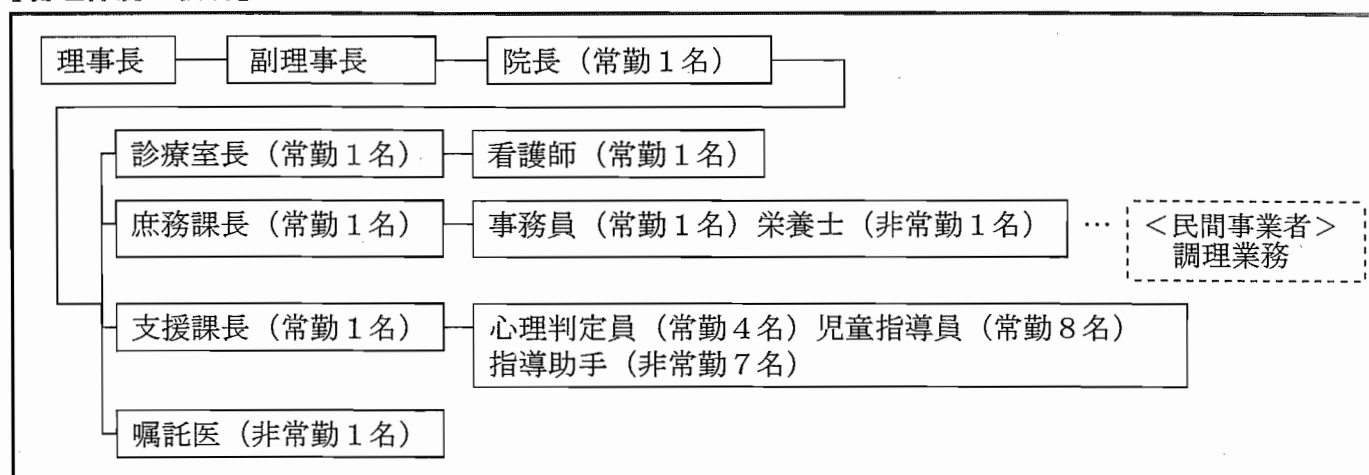 理事長 副理事長 院長（常勤１名）
診療室長（常勤１名） 看護師（常勤１名）
庶務課長（常勤１名） 事務員（常勤１名）栄養士（非常勤１名） … ＜民間事業者＞
調理業務
支援課長（常勤１名） 心理判定員（常勤４名）児童指導員（常勤８名）
指導助手（非常勤７名）
嘱託医（非常勤１名）